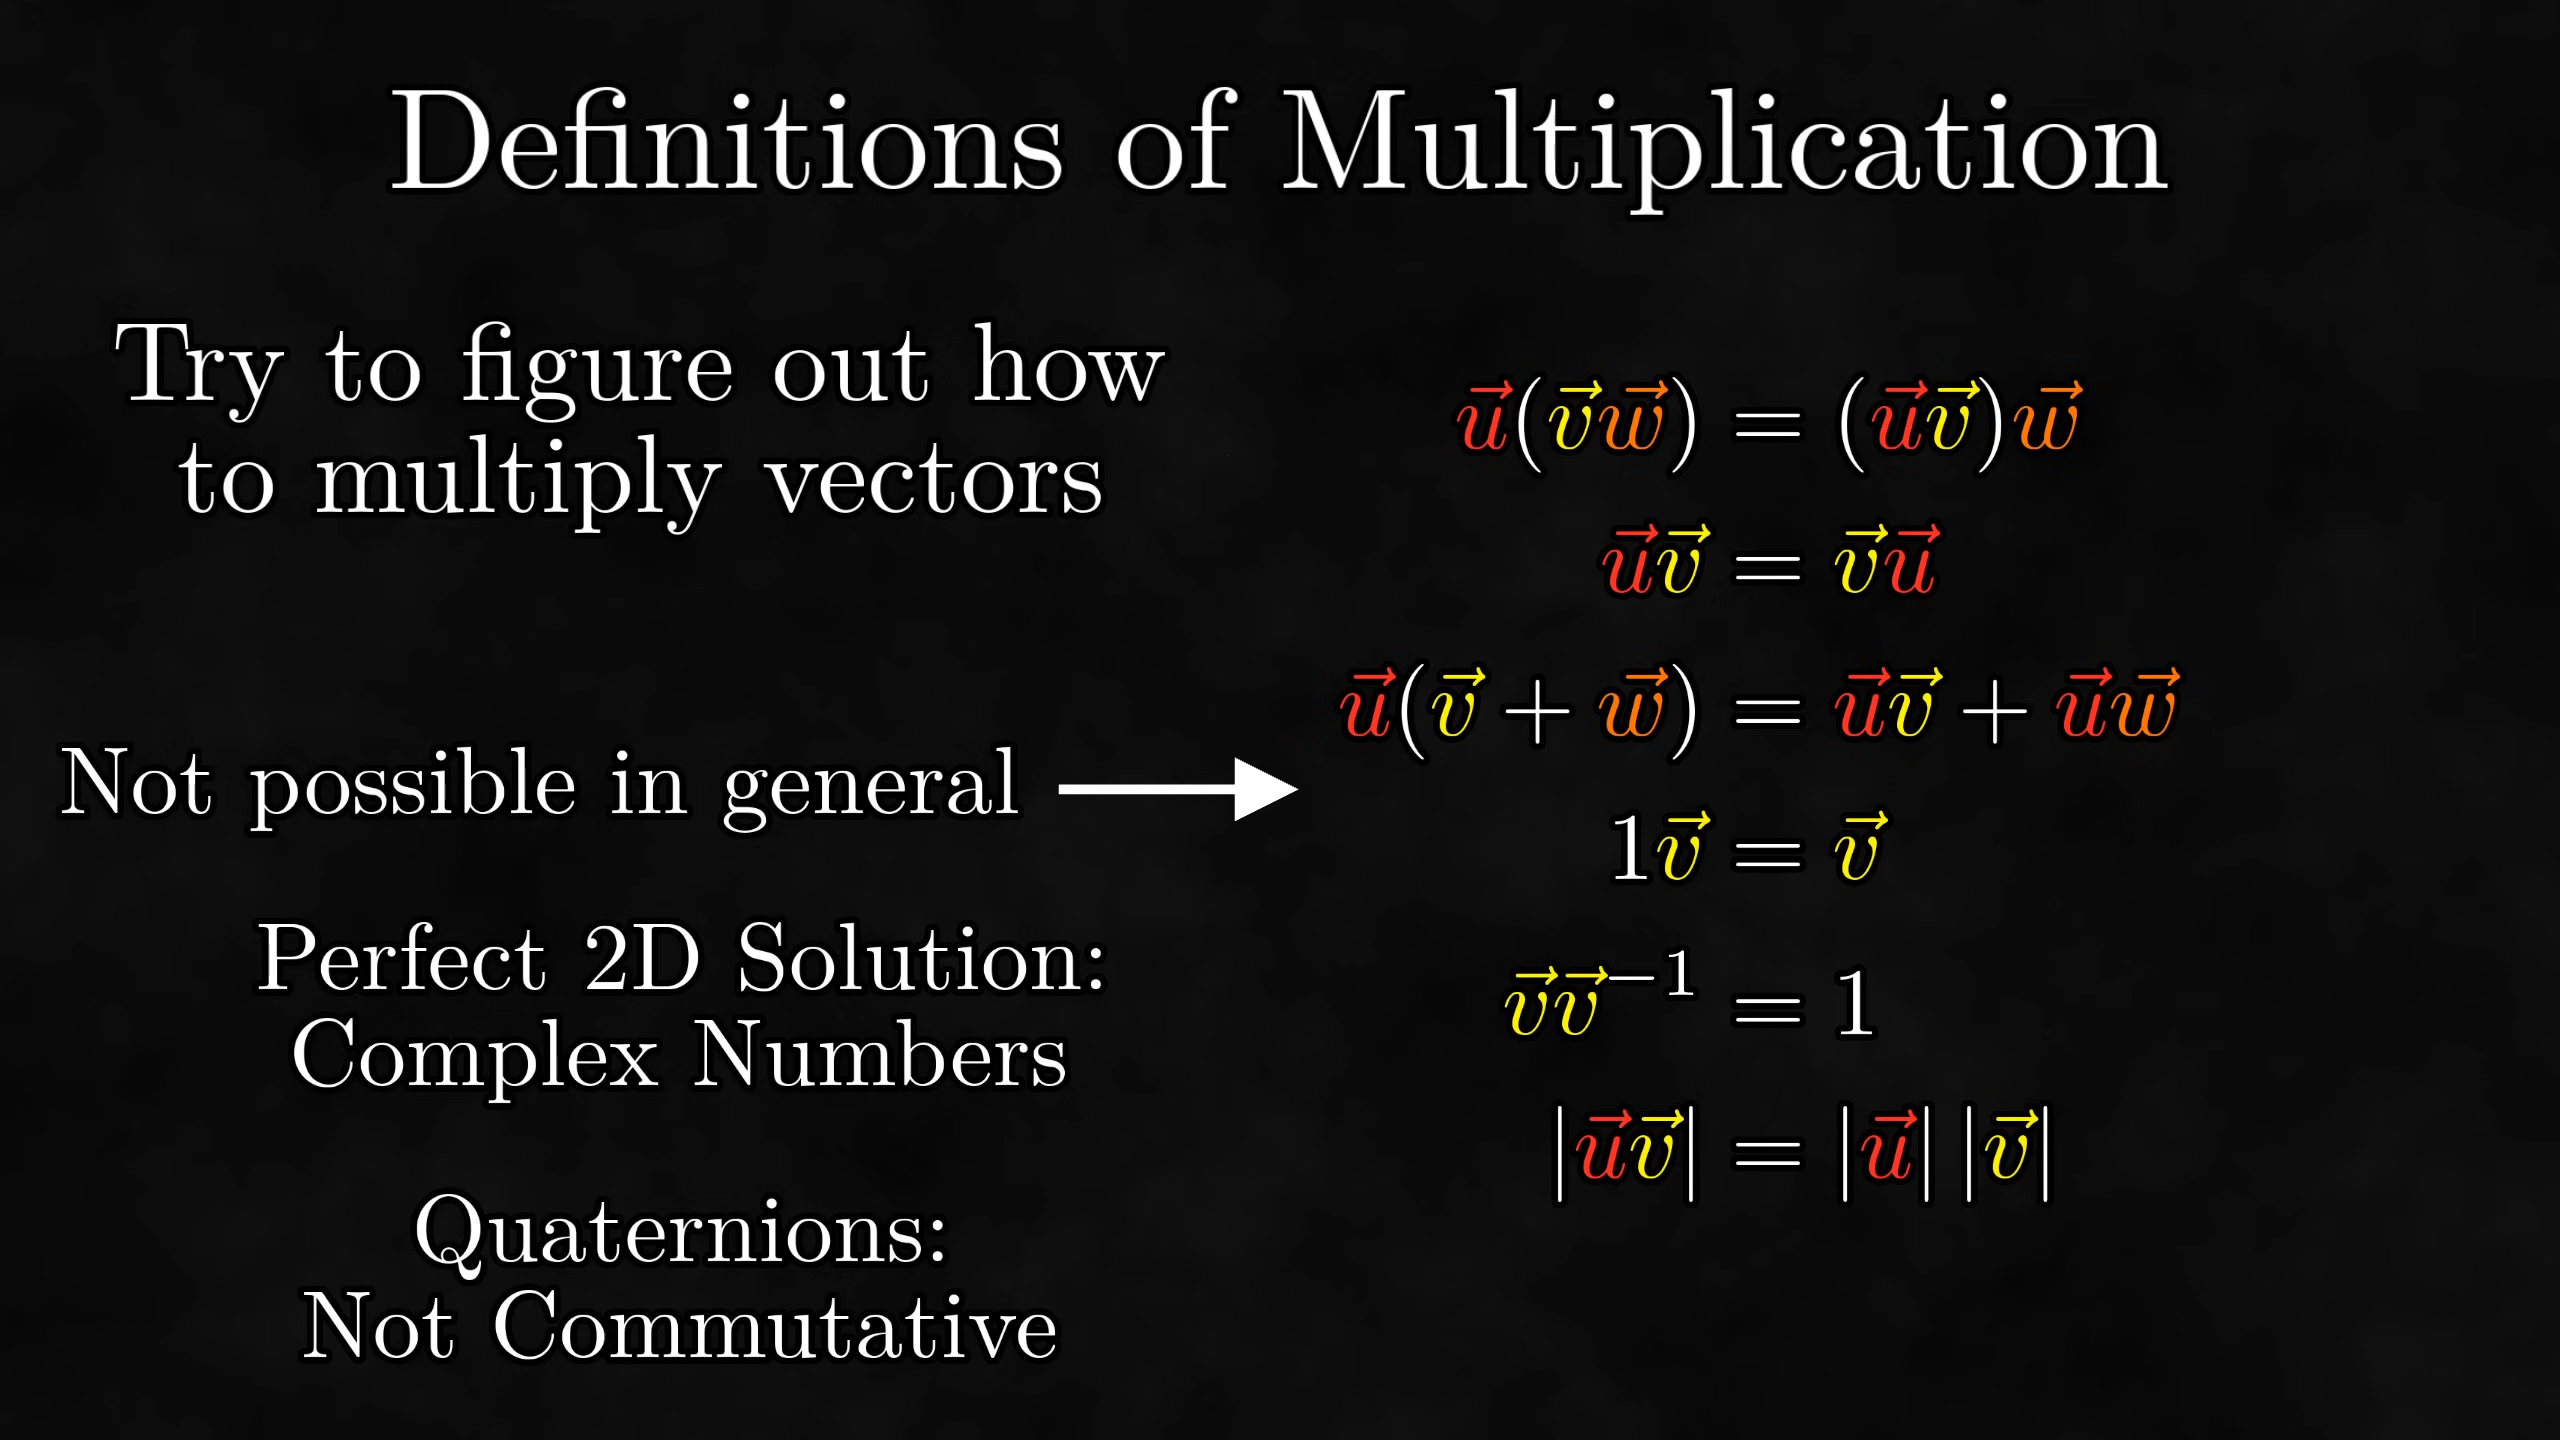 Definitions of Multiplication
Try to figure out how
to multiply vectors
Not possible in general
Perfect 2D Solution:
Complex Numbers
Quaternions:
Not Commutative
u⃗(v⃗w⃗) = (u⃗v⃗)w⃗
u⃗v⃗ = v⃗u⃗
u⃗(v⃗ + w⃗) = u⃗v⃗ + u⃗w⃗
1v⃗ = v⃗
v⃗v⃗⁻¹ = 1
|u⃗v⃗| = |u⃗| |v⃗|